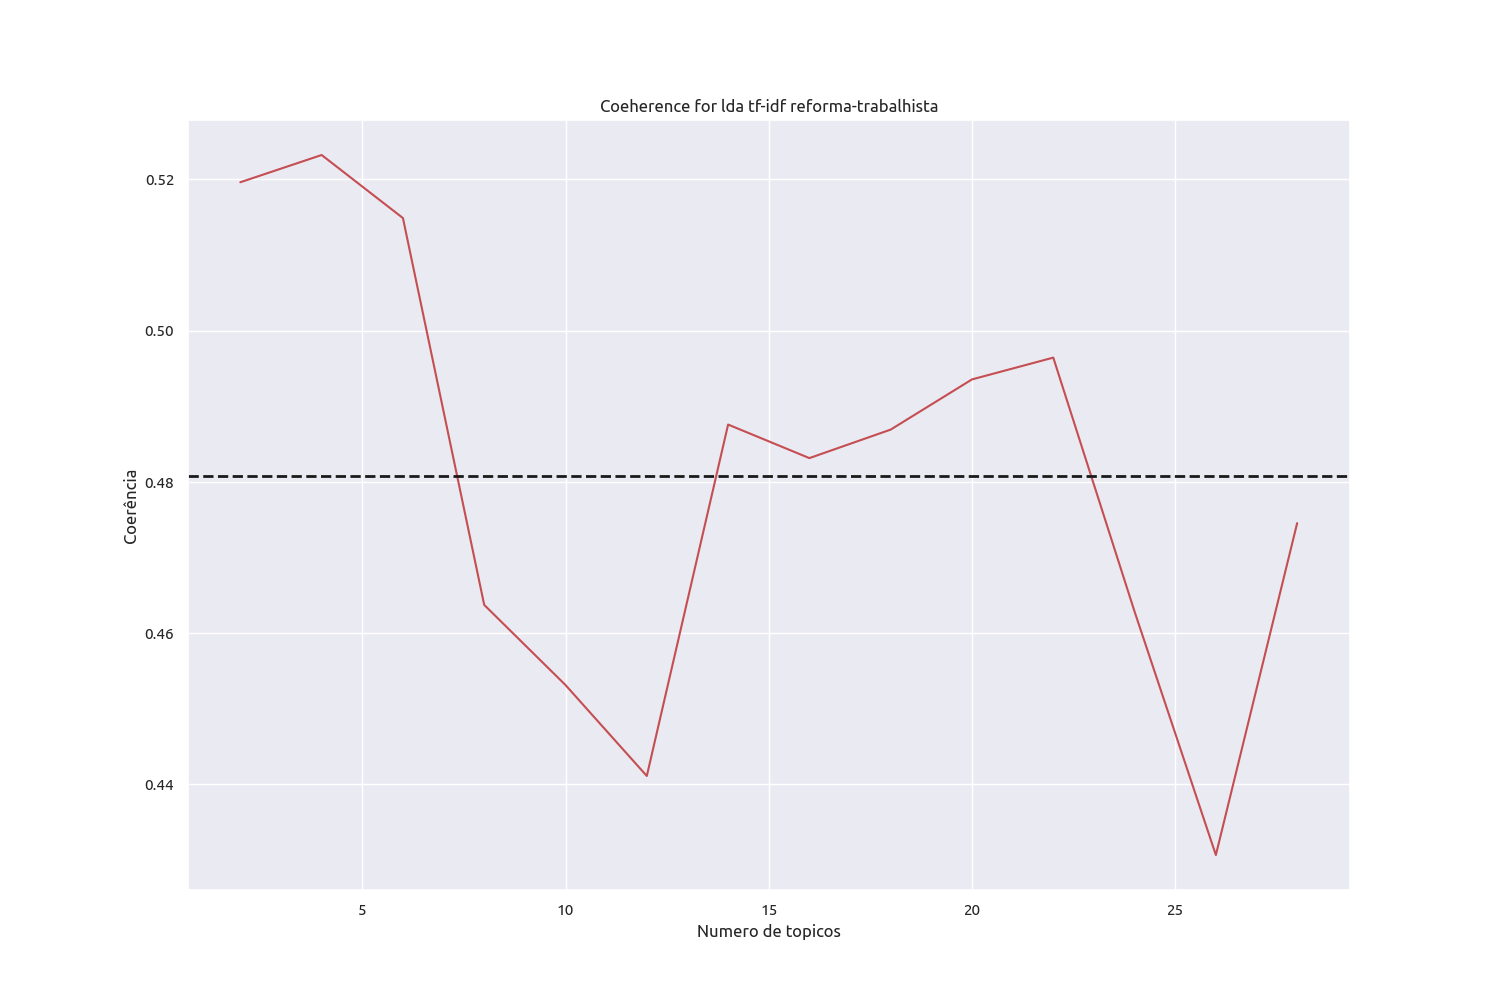 Coeherence for lda tf-idf reforma-trabalhista
0.52
0.50
0.48
0.46
0.44
Coerência
5 10 15 20 25
Numero de topicos